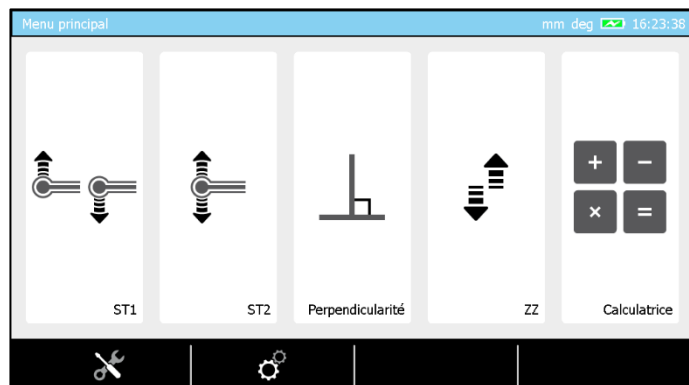 Menu principal
mm deg 16:23:38
+ −
× =
ST1
ST2
Perpendicularité
ZZ
Calculatrice